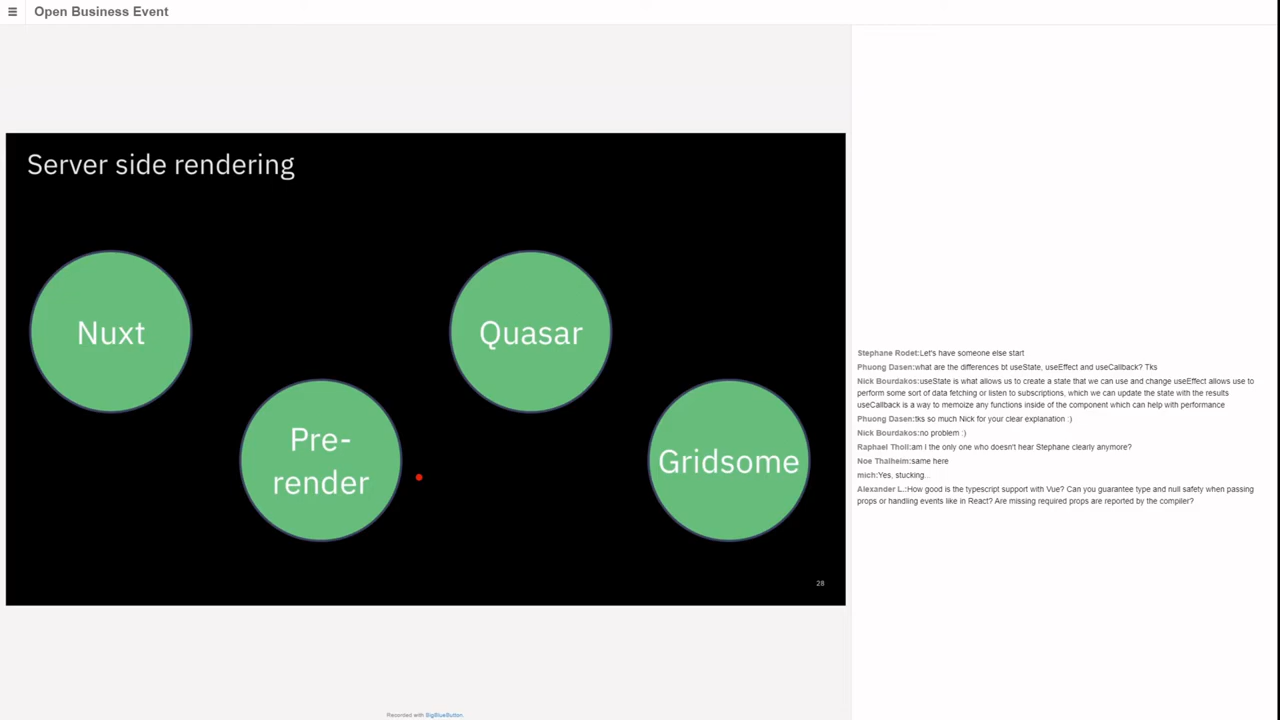 ☰ Open Business Event
Server side rendering
Nuxt
Quasar
Pre-
render
Gridsome
28
Stephane Rodet:Let's have someone else start
Phuong Dasen:what are the differences bt useState, useEffect and useCallback? Tks
Nick Bourdakos:useState is what allows us to create a state that we can use and change useEffect allows use to
perform some sort of data fetching or listen to subscriptions, which we can update the state with the results
useCallback is a way to memoize any functions inside of the component which can help with performance
Phuong Dasen:tks so much Nick for your clear explanation :)
Nick Bourdakos:no problem :)
Raphael Tholl:am I the only one who doesn't hear Stephane clearly anymore?
Noe Thalheim:same here
mich:Yes, stucking...
Alexander L.:How good is the typescript support with Vue? Can you guarantee type and null safety when passing
props or handling events like in React? Are missing required props are reported by the compiler?
Recorded with BigBlueButton.